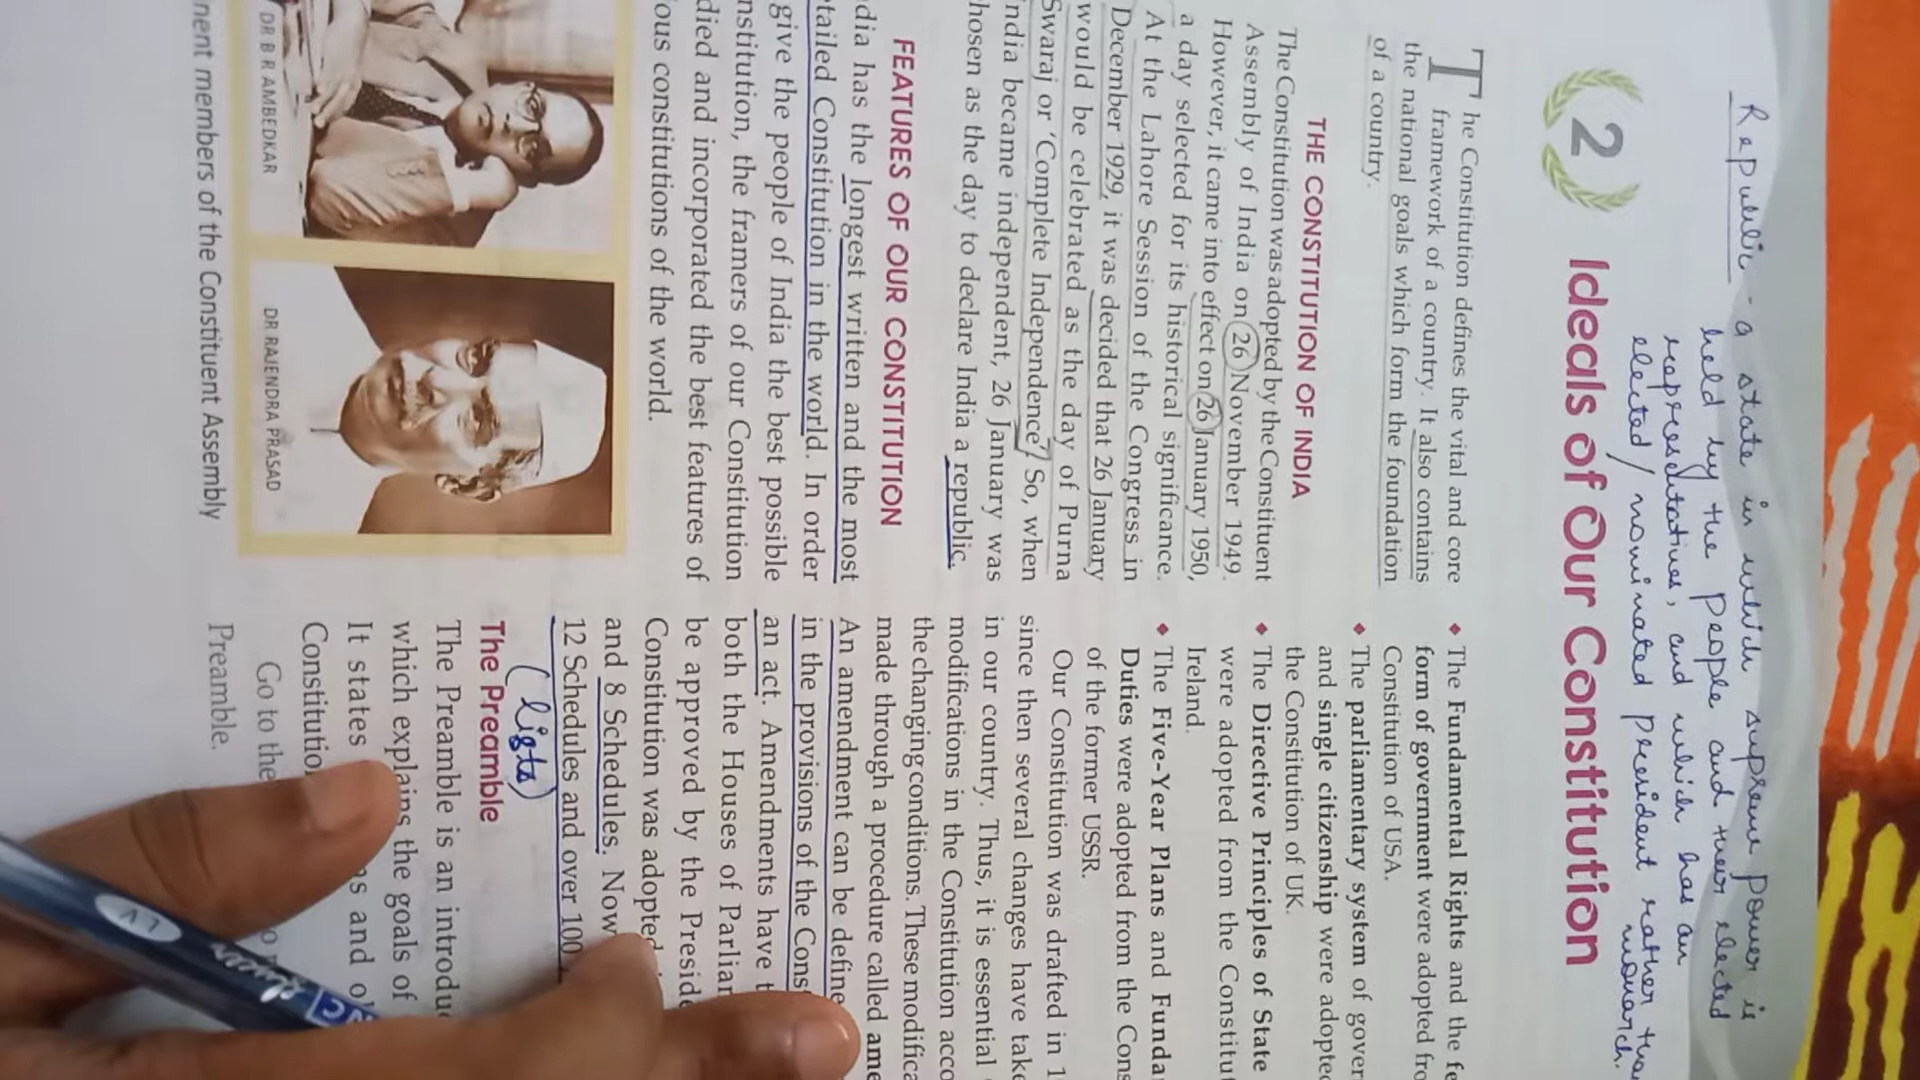 Republic - a state in which supreme power is
held by the people and their elected
representatives, and which has an
elected / nominated president rather than
monarch.
2
Ideals of Our Constitution
The Constitution defines the vital and core
framework of a country. It also contains
the national goals which form the foundation
of a country.
THE CONSTITUTION OF INDIA
The Constitution was adopted by the Constituent
Assembly of India on 26 November 1949.
However, it came into effect on 26 January 1950,
a day selected for its historical significance.
At the Lahore Session of the Congress in
December 1929, it was decided that 26 January
would be celebrated as the day of Purna
Swaraj or ‘Complete Independence’. So, when
India became independent, 26 January was
hosen as the day to declare India a republic.
FEATURES OF OUR CONSTITUTION
dia has the longest written and the most
tailed Constitution in the world. In order
give the people of India the best possible
nstitution, the framers of our Constitution
died and incorporated the best features of
ous constitutions of the world.
DR B R AMBEDKAR
DR RAJENDRA PRASAD
nent members of the Constituent Assembly
♦ The Fundamental Rights and the fe
form of government were adopted fro
Constitution of USA.
♦ The parliamentary system of gover
and single citizenship were adopted
the Constitution of UK.
♦ The Directive Principles of State
were adopted from the Constitut
Ireland.
♦ The Five-Year Plans and Funda
Duties were adopted from the Cons
of the former USSR.
Our Constitution was drafted in 1
since then several changes have take
in our country. Thus, it is essential
modifications in the Constitution acco
the changing conditions. These modifica
made through a procedure called ame
An amendment can be define
in the provisions of the Cons
an act. Amendments have t
both the Houses of Parliar
be approved by the Preside
Constitution was adopted
and 8 Schedules. Now
12 Schedules and over 100
(lists)
The Preamble
The Preamble is an introdu
which explains the goals of
It states and o
Constitutio
Go to the
Preamble.